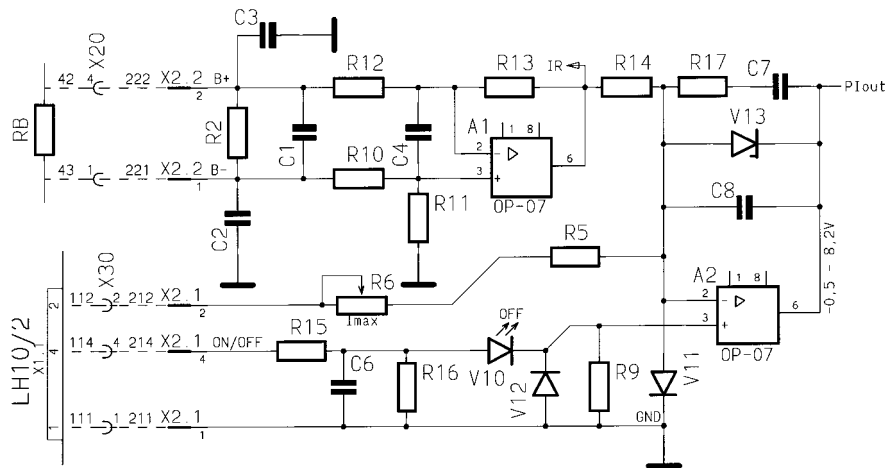 C3
X20
42 4 222 X2.2 B+
2
R12
R13
IR
R14
R17
C7
PIout
RB
R2
C1
C4
A1
1 8
2 -
3 +
6
OP-07
V13
43 1 221 X2.2 B-
1
R10
R11
C2
C8
R5
-0,5 - 8,2V
X30
112 2 212 X2.1
2
R6
Imax
A2
1 8
2 -
3 +
6
OP-07
LH10/2
X1.1
2
4
1
114 4 214 X2.1 ON/OFF
4
R15
OFF
C6
R16
V10
V12
R9
V11
GND
111 1 211 X2.1
1